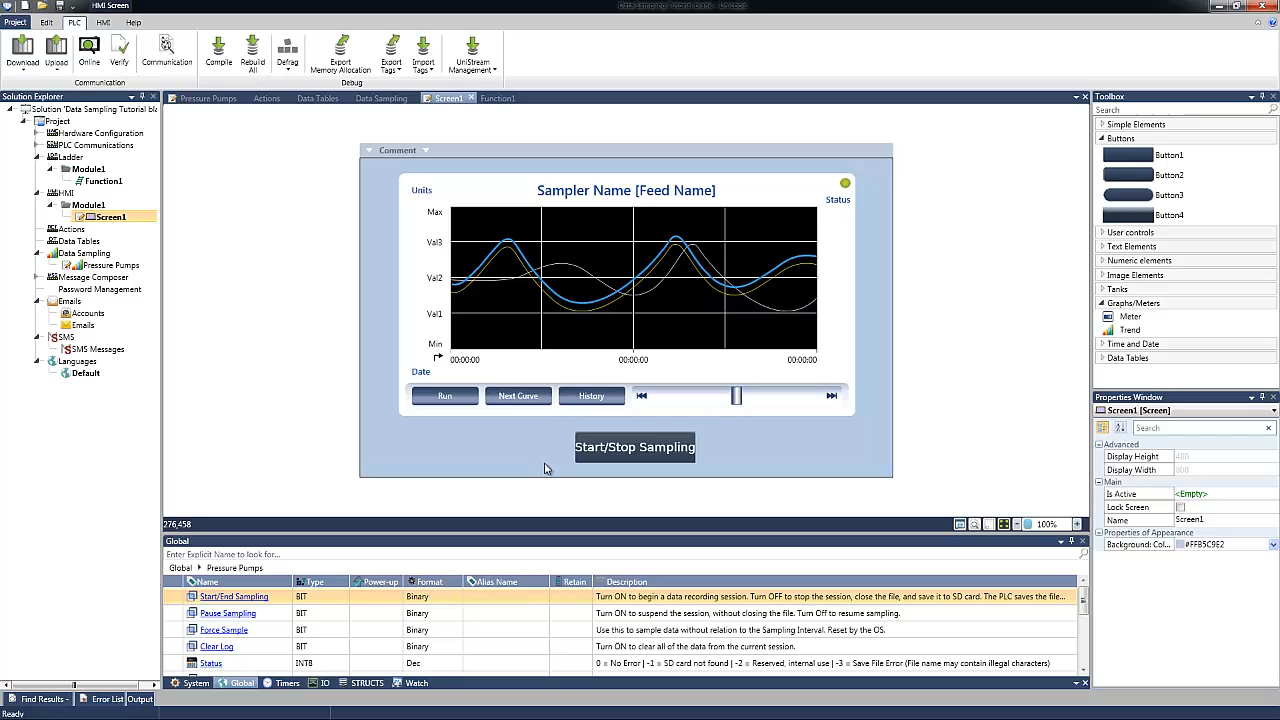 HMI Screen
Data Sampling Tutorial blank - UniLogic
Project Edit PLC HMI Help
Download Upload Online Verify Communication Compile Rebuild All Defrag Export Memory Allocation Export Tags Import Tags UniStream Management
Communication Debug
Solution Explorer
Solution 'Data Sampling Tutorial bla
Project
Hardware Configuration
PLC Communications
Ladder
Module1
Function1
HMI
Module1
Screen1
Actions
Data Tables
Data Sampling
Pressure Pumps
Message Composer
Password Management
Emails
Accounts
Emails
SMS
SMS Messages
Languages
Default
Pressure Pumps Actions Data Tables Data Sampling Screen1 Function1
Comment
Units Sampler Name [Feed Name]
Status
Max
Val3
Val2
Val1
Min
00:00:00 00:00:00 00:00:00
Date
Run Next Curve History
Start/Stop Sampling
276,458 100%
Global
Enter Explicit Name to look for...
Global Pressure Pumps
Name Type Power-up Format Alias Name Retain Description
Start/End Sampling BIT Binary Turn ON to begin a data recording session. Turn OFF to stop the session, close the file, and save it to SD card. The PLC saves the file...
Pause Sampling BIT Binary Turn ON to suspend the session, without closing the file. Turn Off to resume sampling.
Force Sample BIT Binary Use this to sample data without relation to the Sampling Interval. Reset by the OS
Clear Log BIT Binary Turn ON to clear all of the data from the current session.
Status INT8 Dec 0 = No Error | -1 = SD card not found | -2 = Reserved, internal use | -3 = Save File Error (File name may contain illegal characters)
System Global Timers IO STRUCTS Watch
Toolbox
Search
Simple Elements
Buttons
Button1
Button2
Button3
Button4
User controls
Text Elements
Numeric elements
Image Elements
Tanks
Graphs/Meters
Meter
Trend
Time and Date
Data Tables
Properties Window
Screen1 [Screen]
Search
Advanced
Display Height 480
Display Width 800
Main
Is Active <Empty>
Lock Screen
Name Screen1
Properties of Appearance
Background: Col... #FFB5C9E2
Find Results - Error List Output
Ready